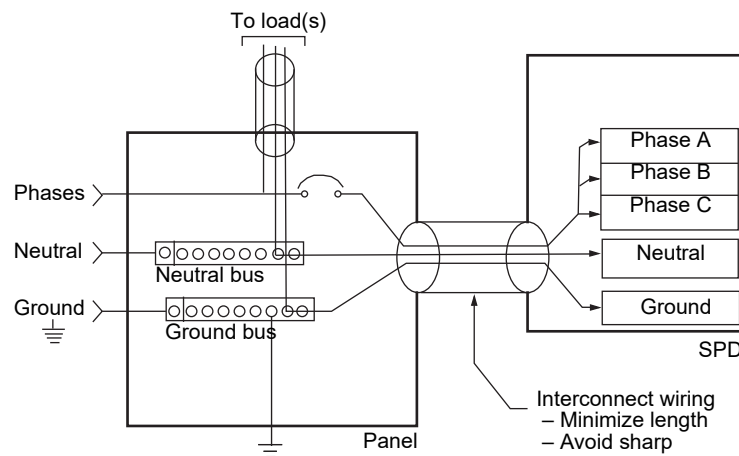 To load(s)
Phases
Neutral
Ground
Neutral bus
Ground bus
Panel
Phase A
Phase B
Phase C
Neutral
Ground
SPD
Interconnect wiring
– Minimize length
– Avoid sharp